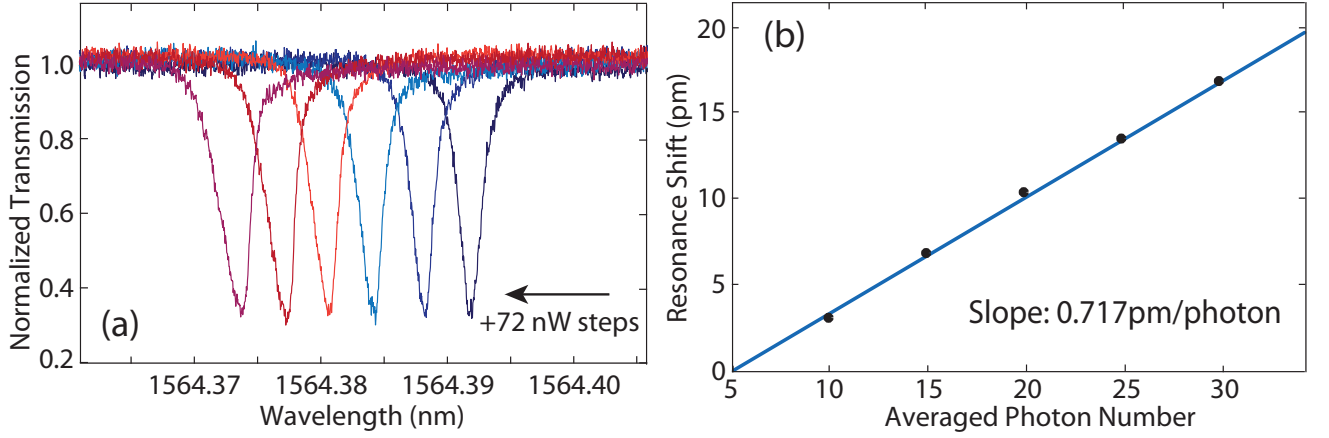 Normalized Transmission
1.0
0.8
0.6
0.4
0.2
(a)
+72 nW steps
1564.37 1564.38 1564.39 1564.40
Wavelength (nm)
Resonance Shift (pm)
20
15
10
5
0
(b)
Slope: 0.717pm/photon
5 10 15 20 25 30
Averaged Photon Number